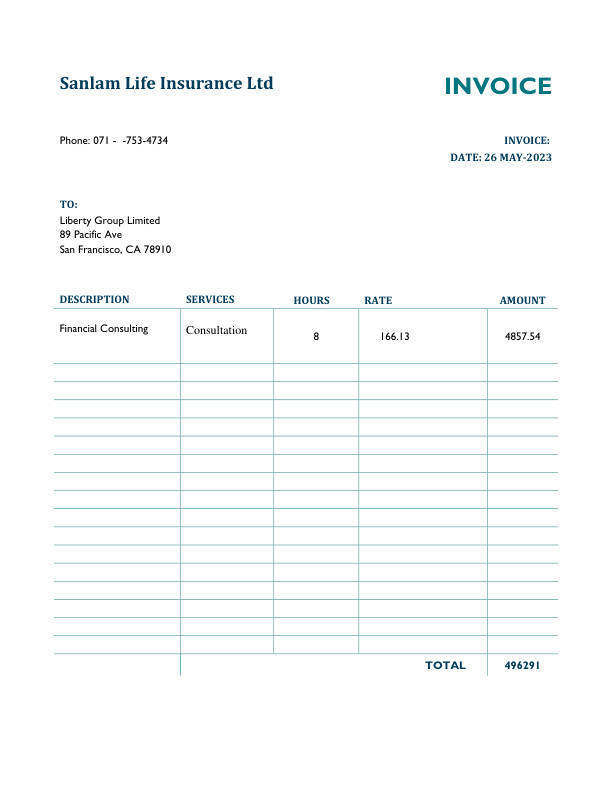 Sanlam Life Insurance Ltd
INVOICE
Phone: 071 -  -753-4734
INVOICE:
DATE: 26 MAY-2023
TO:
Liberty Group Limited
89 Pacific Ave
San Francisco, CA 78910
DESCRIPTION SERVICES HOURS RATE AMOUNT
Financial Consulting Consultation 8 166.13 4857.54
TOTAL 496291